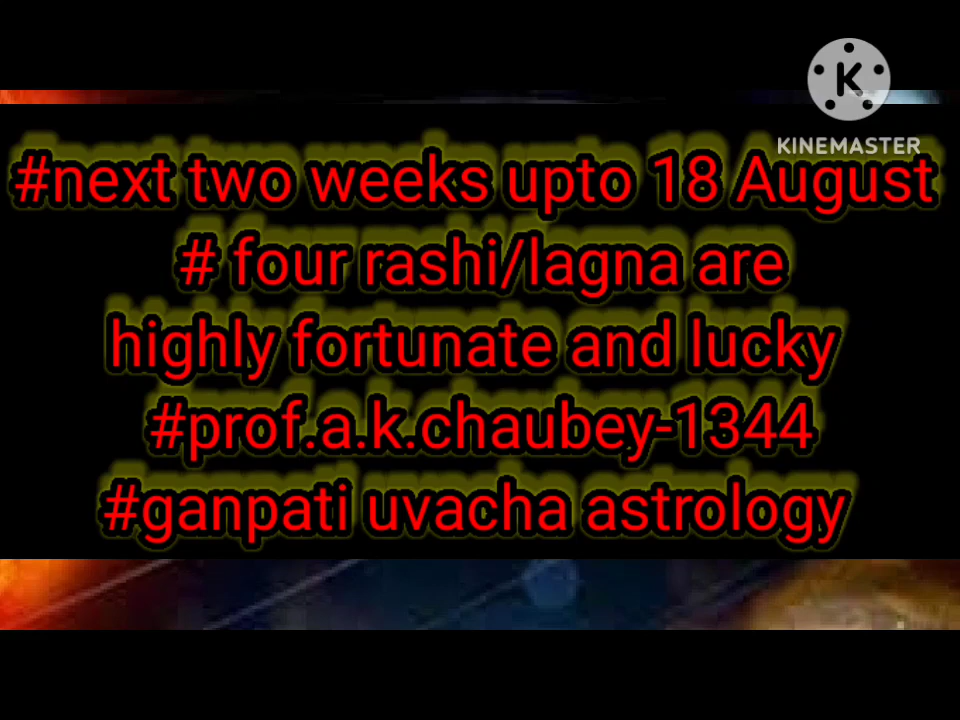 KINEMASTER
#next two weeks upto 18 August
# four rashi/lagna are
highly fortunate and lucky
#prof.a.k.chaubey-1344
#ganpati uvacha astrology